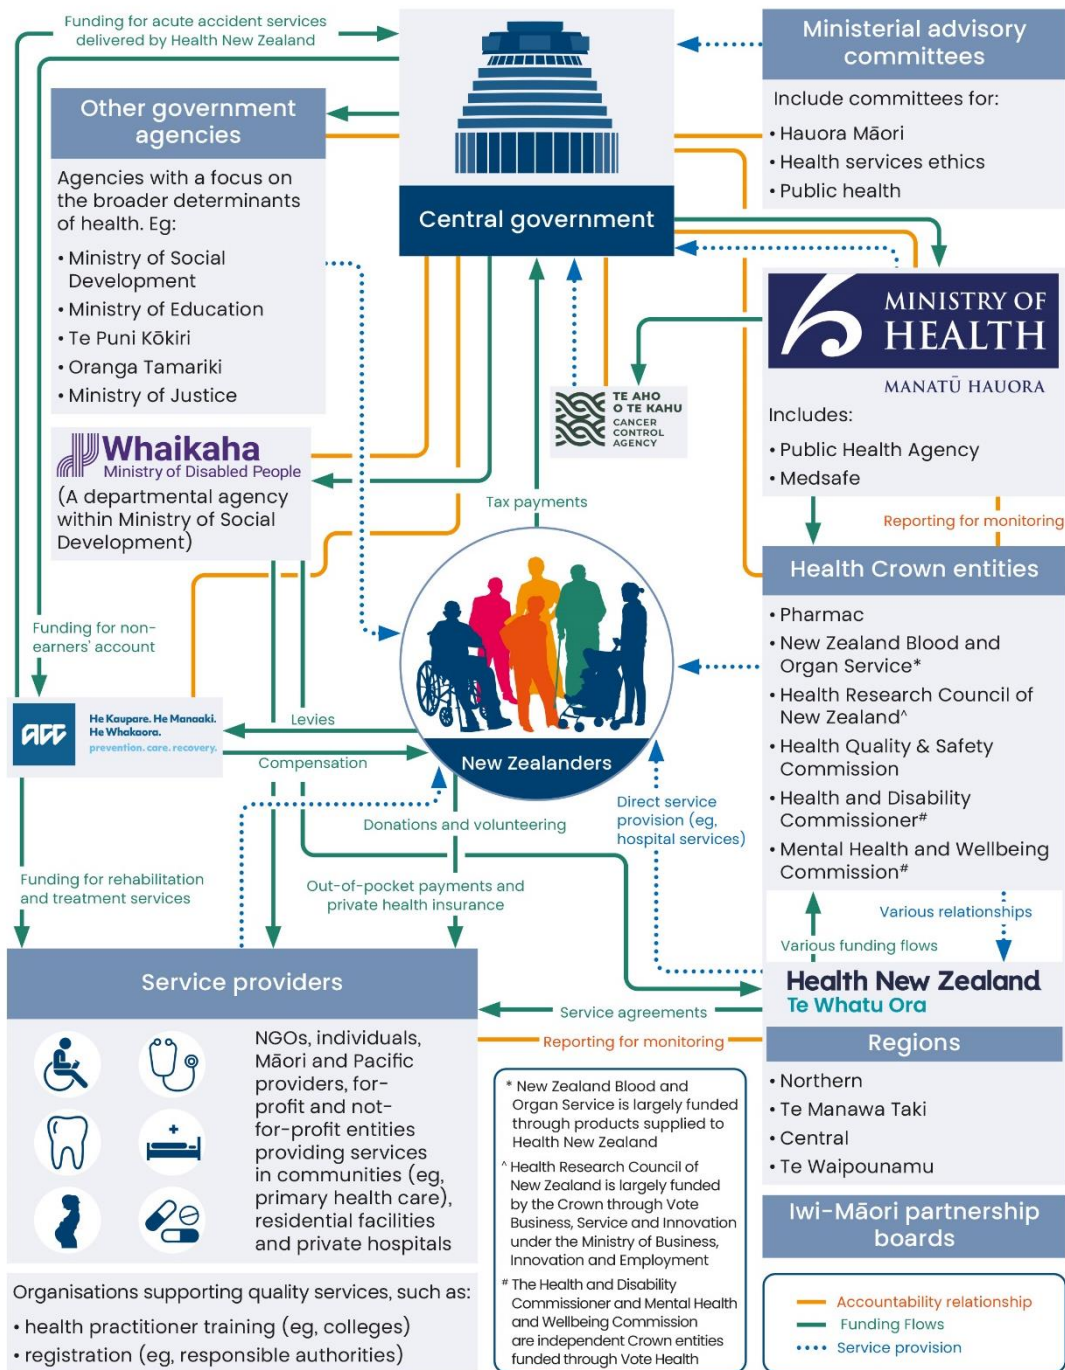 Funding for acute accident services
delivered by Health New Zealand
Ministerial advisory
committees
Include committees for:
• Hauora Māori
• Health services ethics
• Public health
Other government
agencies
Agencies with a focus on
the broader determinants
of health. Eg:
• Ministry of Social
Development
• Ministry of Education
• Te Puni Kōkiri
• Oranga Tamariki
• Ministry of Justice
Central government
MINISTRY OF
HEALTH
MANATŪ HAUORA
Includes:
• Public Health Agency
• Medsafe
TE AHO
O TE KAHU
CANCER
CONTROL
AGENCY
Whaikaha
Ministry of Disabled People
(A departmental agency
within Ministry of Social
Development)
Tax payments
Reporting for monitoring
Health Crown entities
• Pharmac
• New Zealand Blood and
Organ Service*
• Health Research Council of
New Zealand^
• Health Quality & Safety
Commission
• Health and Disability
Commissioner#
• Mental Health and Wellbeing
Commission#
Funding for non-
earners' account
acc
He Kaupare. He Manaaki.
He Whakaora.
prevention. care. recovery.
Levies
Compensation
New Zealanders
Donations and volunteering
Direct service
provision (eg,
hospital services)
Funding for rehabilitation
and treatment services
Out-of-pocket payments and
private health insurance
Various relationships
Various funding flows
Health New Zealand
Te Whatu Ora
Service providers
Service agreements
Reporting for monitoring
NGOs, individuals,
Māori and Pacific
providers, for-
profit and not-
for-profit entities
providing services
in communities (eg,
primary health care),
residential facilities
and private hospitals
Regions
• Northern
• Te Manawa Taki
• Central
• Te Waipounamu
Iwi-Māori partnership
boards
* New Zealand Blood and
Organ Service is largely funded
through products supplied to
Health New Zealand
^ Health Research Council of
New Zealand is largely funded
by the Crown through Vote
Business, Service and Innovation
under the Ministry of Business,
Innovation and Employment
# The Health and Disability
Commissioner and Mental Health
and Wellbeing Commission
are independent Crown entities
funded through Vote Health
Organisations supporting quality services, such as:
• health practitioner training (eg, colleges)
• registration (eg, responsible authorities)
Accountability relationship
Funding Flows
Service provision